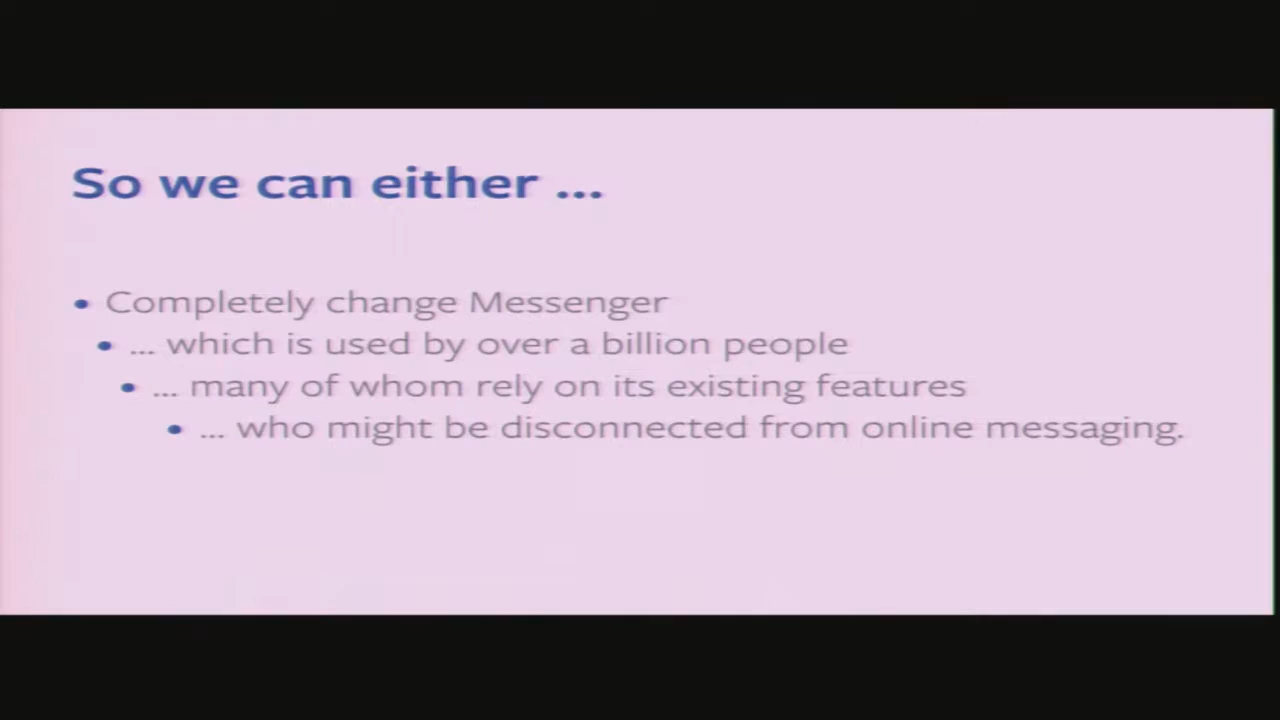 So we can either ...
• Completely change Messenger
• ... which is used by over a billion people
• ... many of whom rely on its existing features
• ... who might be disconnected from online messaging.